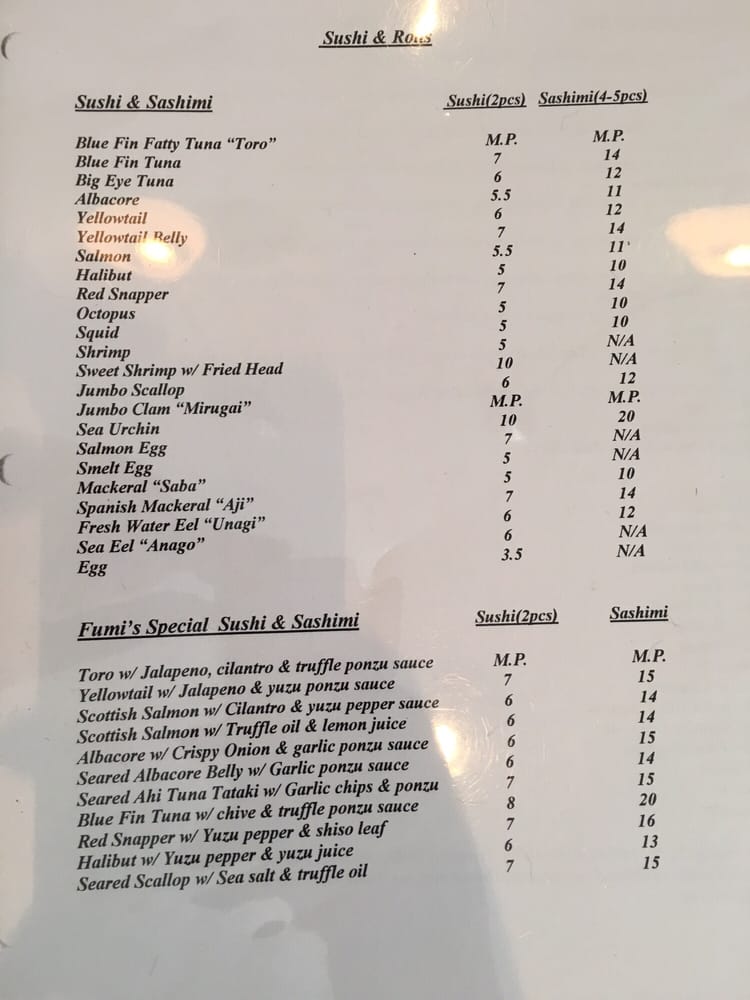 Sushi & Rolls
Sushi & Sashimi Sushi(2pcs) Sashimi(4-5pcs)
Blue Fin Fatty Tuna “Toro” M.P. M.P.
Blue Fin Tuna 7 14
Big Eye Tuna 6 12
Albacore 5.5 11
Yellowtail 6 12
Yellowtail Belly 7 14
Salmon 5.5 11
Halibut 5 10
Red Snapper 7 14
Octopus 5 10
Squid 5 10
Shrimp 5 N/A
Sweet Shrimp w/ Fried Head 10 N/A
Jumbo Scallop 6 12
Jumbo Clam “Mirugai” M.P. M.P.
Sea Urchin 10 20
Salmon Egg 7 N/A
Smelt Egg 5 N/A
Mackeral “Saba” 5 10
Spanish Mackeral “Aji” 7 14
Fresh Water Eel “Unagi” 6 12
Sea Eel “Anago” 6 N/A
Egg 3.5 N/A
Fumi’s Special Sushi & Sashimi Sushi(2pcs) Sashimi
Toro w/ Jalapeno, cilantro & truffle ponzu sauce M.P. M.P.
Yellowtail w/ Jalapeno & yuzu ponzu sauce 7 15
Scottish Salmon w/ Cilantro & yuzu pepper sauce 6 14
Scottish Salmon w/ Truffle oil & lemon juice 6 14
Albacore w/ Crispy Onion & garlic ponzu sauce 6 15
Seared Albacore Belly w/ Garlic ponzu sauce 6 14
Seared Ahi Tuna Tataki w/ Garlic chips & ponzu 7 15
Blue Fin Tuna w/ chive & truffle ponzu sauce 8 20
Red Snapper w/ Yuzu pepper & shiso leaf 7 16
Halibut w/ Yuzu pepper & yuzu juice 6 13
Seared Scallop w/ Sea salt & truffle oil 7 15